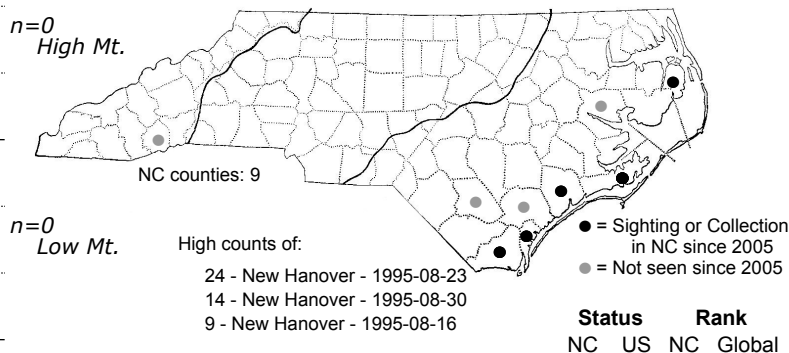 n=0
High Mt.
NC counties: 9
n=0
Low Mt.
High counts of:
24 - New Hanover - 1995-08-23
14 - New Hanover - 1995-08-30
9 - New Hanover - 1995-08-16
● = Sighting or Collection
in NC since 2005
● = Not seen since 2005
Status Rank
NC US NC Global